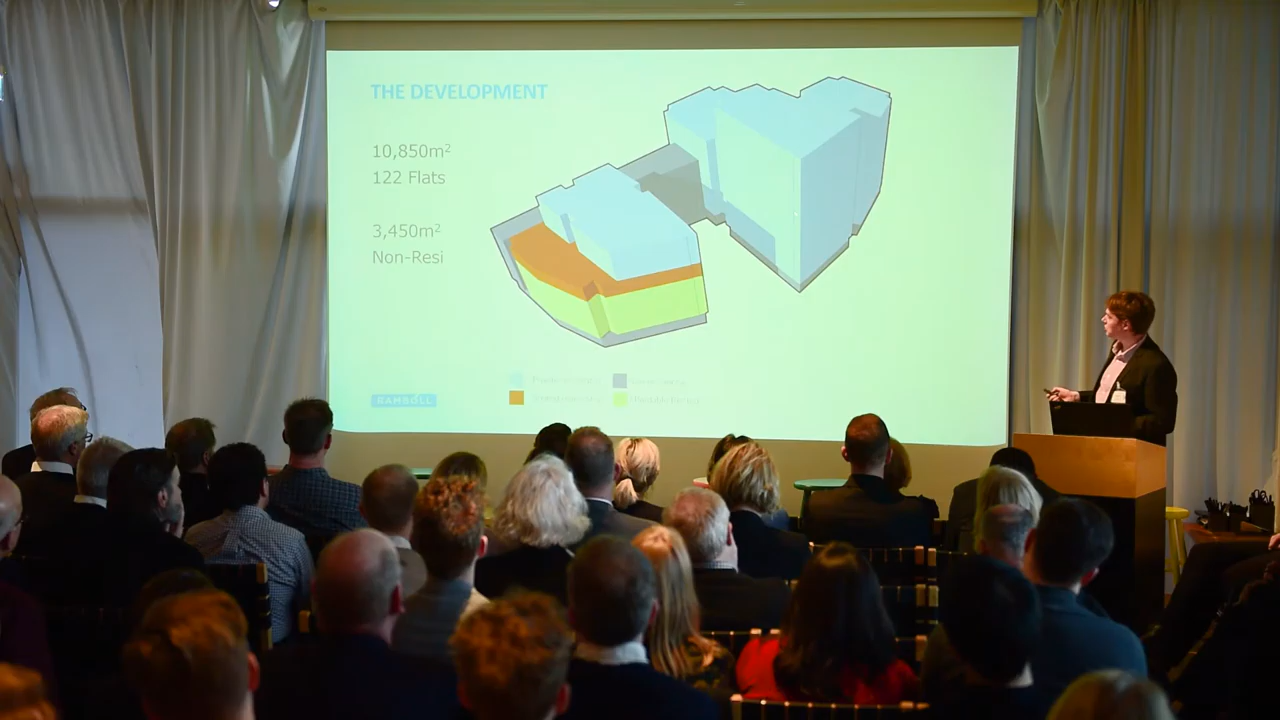 THE DEVELOPMENT
10,850m²
122 Flats
3,450m²
Non-Resi
RAMBOLL